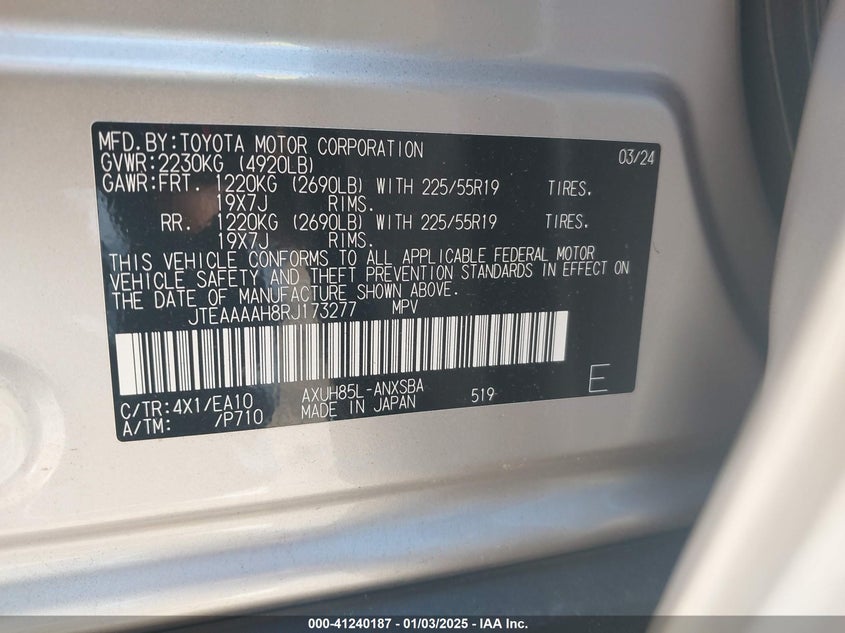 MFD.BY:TOYOTA MOTOR CORPORATION 03/24
GVWR:2230KG (4920LB)
GAWR:FRT. 1220KG (2690LB) WITH 225/55R19 TIRES.
19X7J RIMS.
RR. 1220KG (2690LB) WITH 225/55R19 TIRES.
19X7J RIMS.
THIS VEHICLE CONFORMS TO ALL APPLICABLE FEDERAL MOTOR
VEHICLE SAFETY AND THEFT PREVENTION STANDARDS IN EFFECT ON
THE DATE OF MANUFACTURE SHOWN ABOVE.
JTEAAAAH8RJ173277 MPV
C/TR:4X1/EA10 AXUH85L-ANXSBA 519 E
A/TM: /P710 MADE IN JAPAN
000-41240187 - 01/03/2025 - IAA Inc.